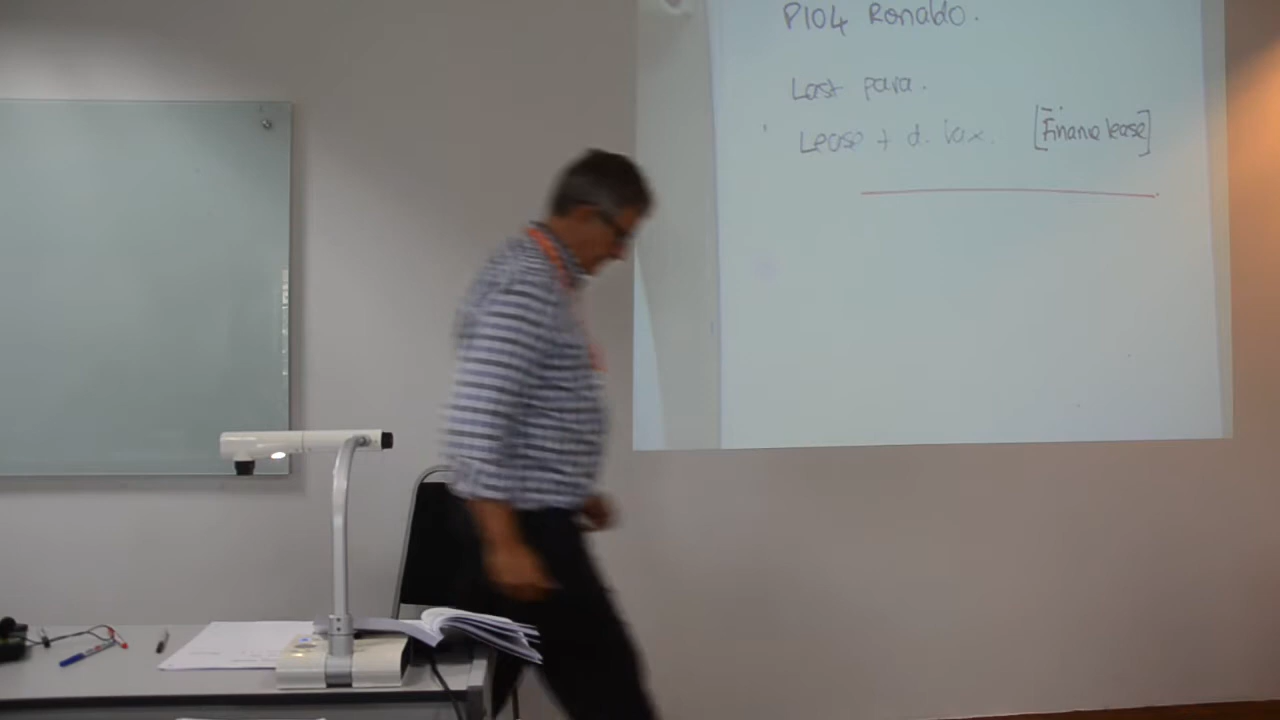 P104 Ronaldo.
Last para.
Lease + d. tax. [Finance lease]